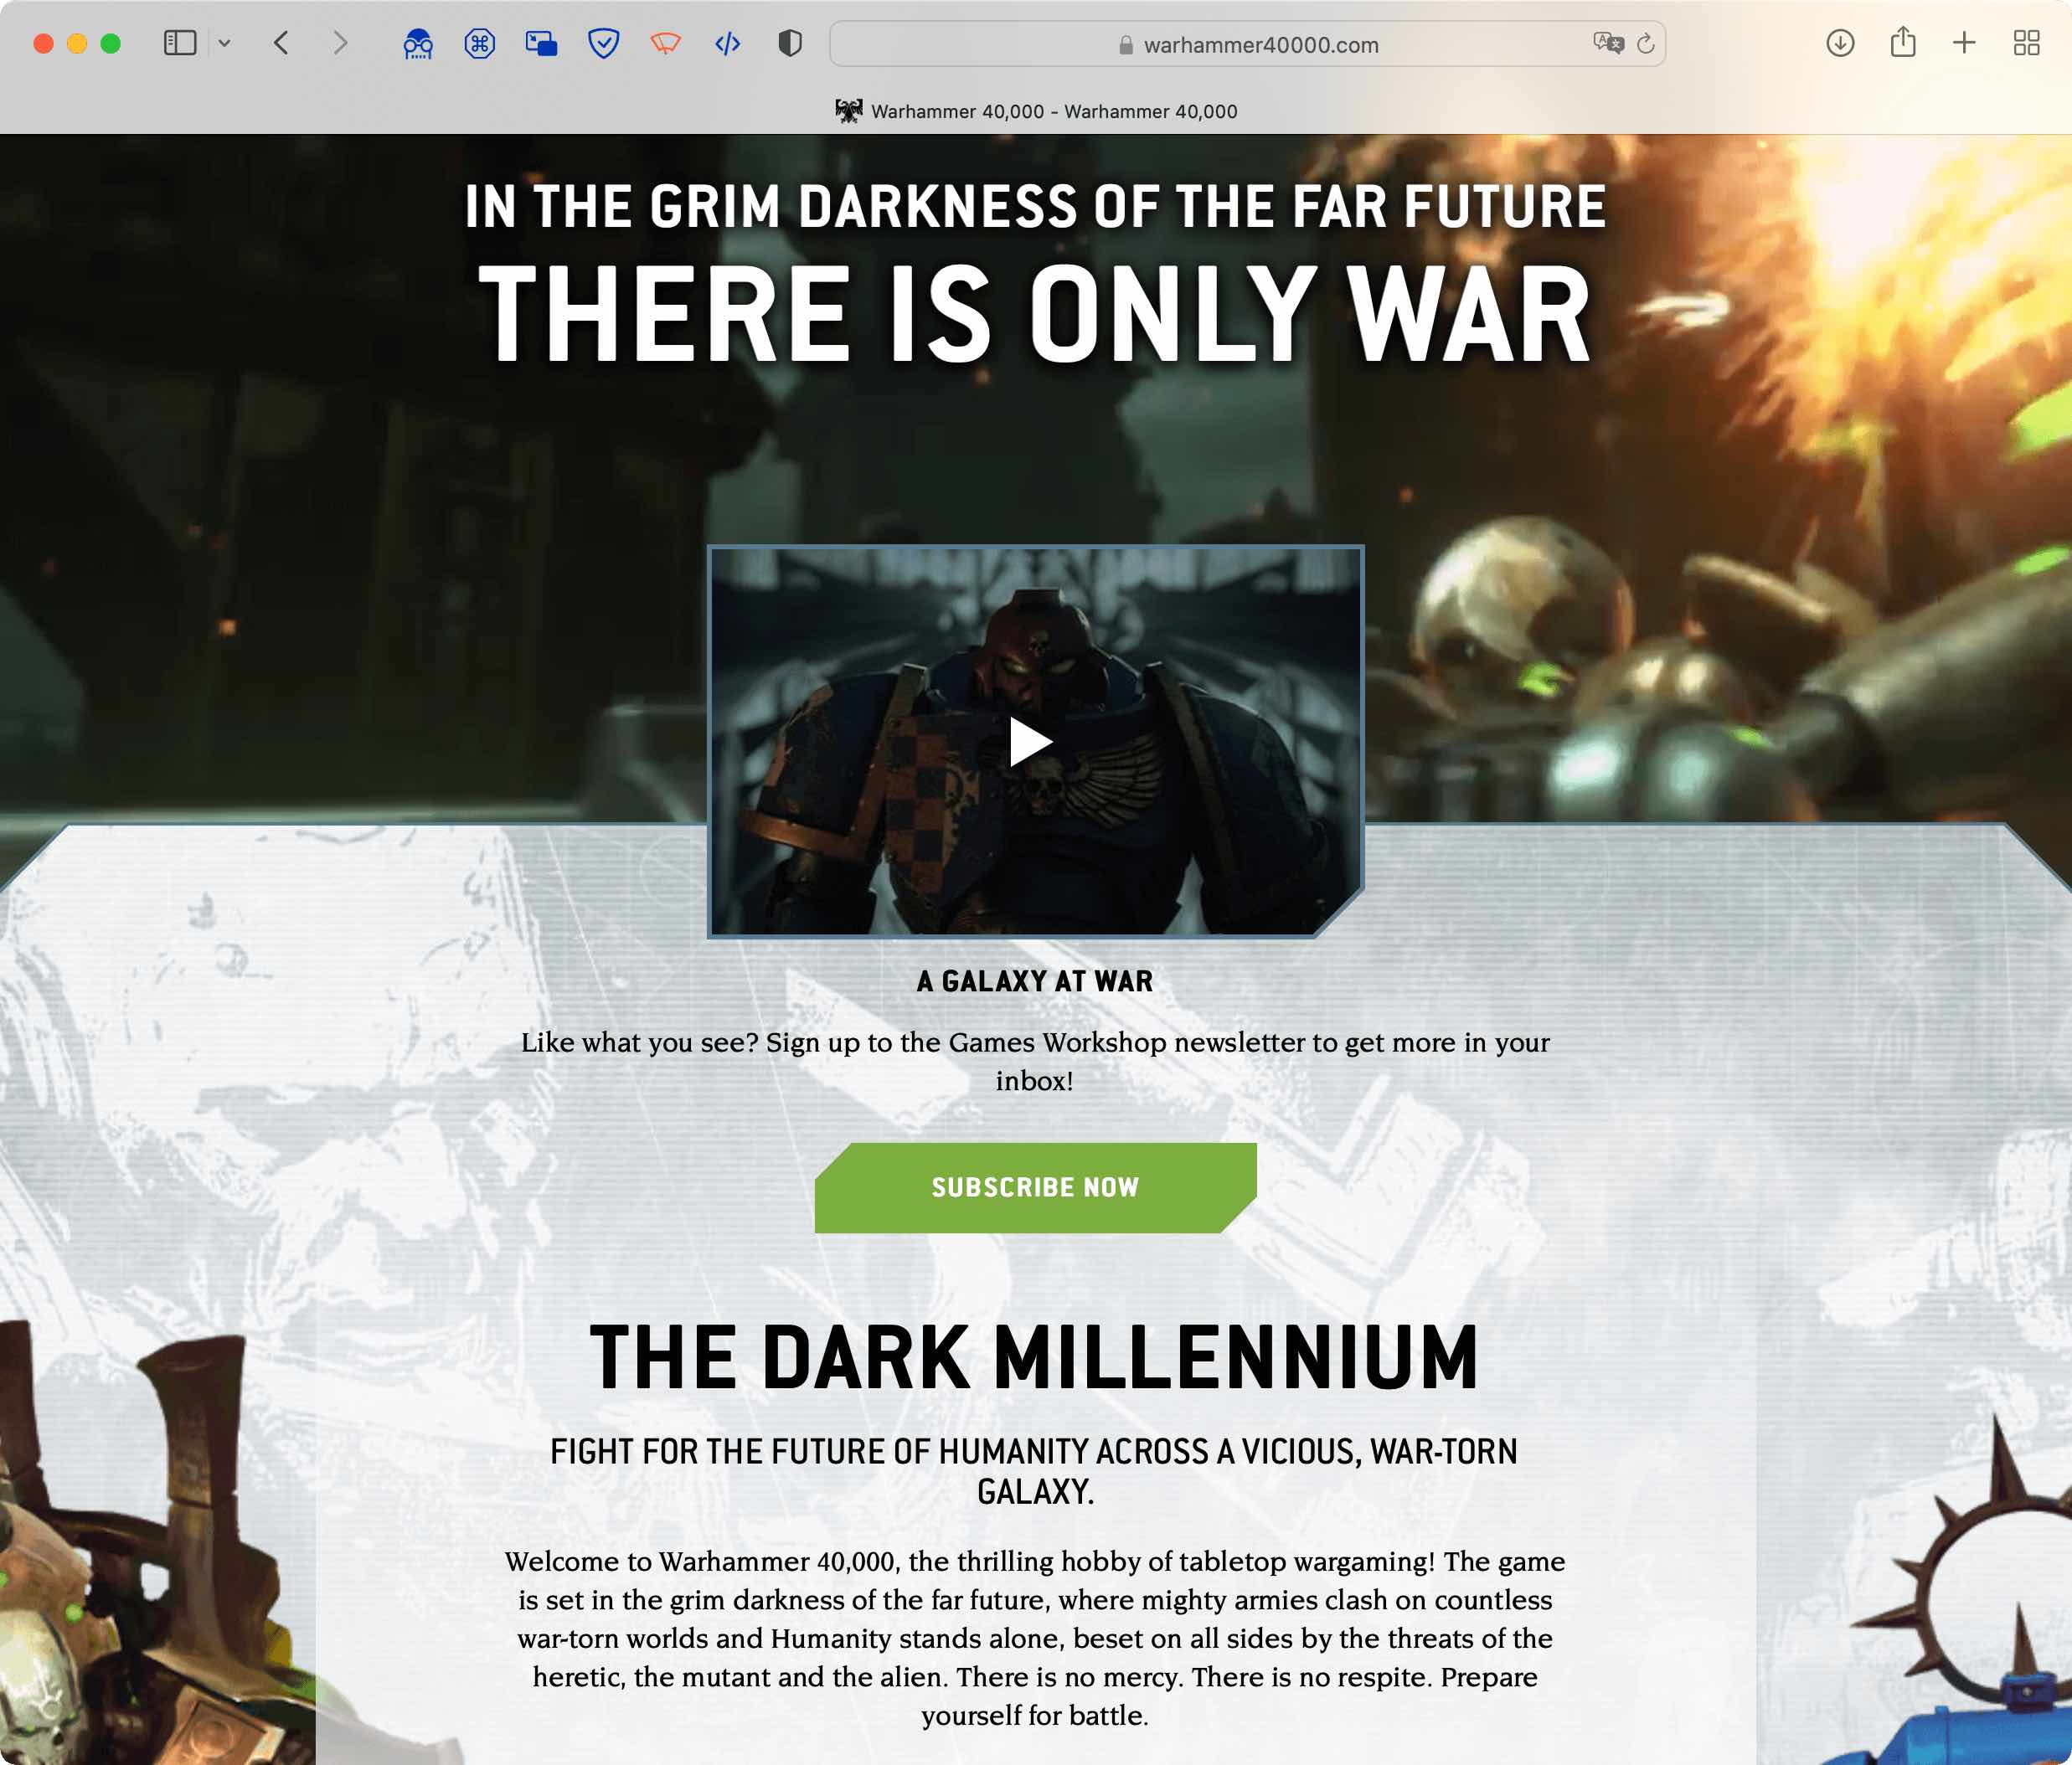 warhammer40000.com
Warhammer 40,000 - Warhammer 40,000
IN THE GRIM DARKNESS OF THE FAR FUTURE
THERE IS ONLY WAR
A GALAXY AT WAR
Like what you see? Sign up to the Games Workshop newsletter to get more in your
inbox!
SUBSCRIBE NOW
THE DARK MILLENNIUM
FIGHT FOR THE FUTURE OF HUMANITY ACROSS A VICIOUS, WAR-TORN
GALAXY.
Welcome to Warhammer 40,000, the thrilling hobby of tabletop wargaming! The game
is set in the grim darkness of the far future, where mighty armies clash on countless
war-torn worlds and Humanity stands alone, beset on all sides by the threats of the
heretic, the mutant and the alien. There is no mercy. There is no respite. Prepare
yourself for battle.